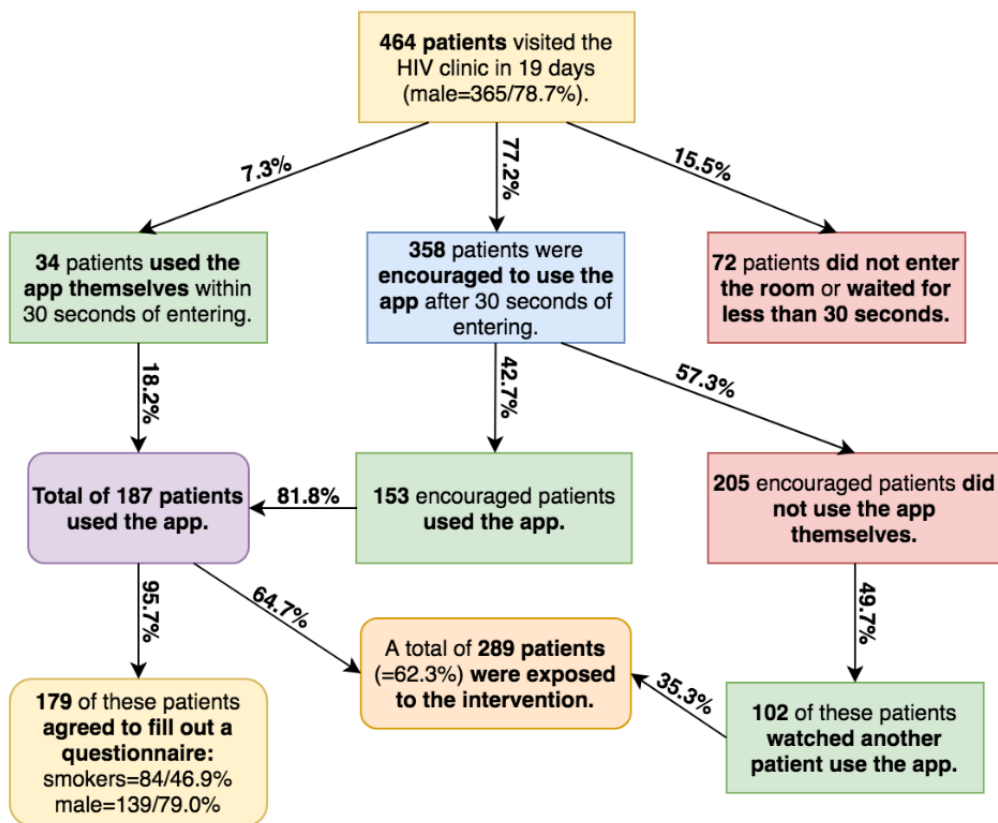 464 patients visited the
HIV clinic in 19 days
(male=365/78.7%).
7.3%
77.2%
15.5%
34 patients used the
app themselves within
30 seconds of entering.
358 patients were
encouraged to use the
app after 30 seconds of
entering.
72 patients did not enter
the room or waited for
less than 30 seconds.
18.2%
42.7%
57.3%
Total of 187 patients
used the app.
81.8%
153 encouraged patients
used the app.
205 encouraged patients did
not use the app
themselves.
95.7%
64.7%
49.7%
179 of these patients
agreed to fill out a
questionnaire:
smokers=84/46.9%
male=139/79.0%
A total of 289 patients
(=62.3%) were exposed
to the intervention.
35.3%
102 of these patients
watched another
patient use the app.